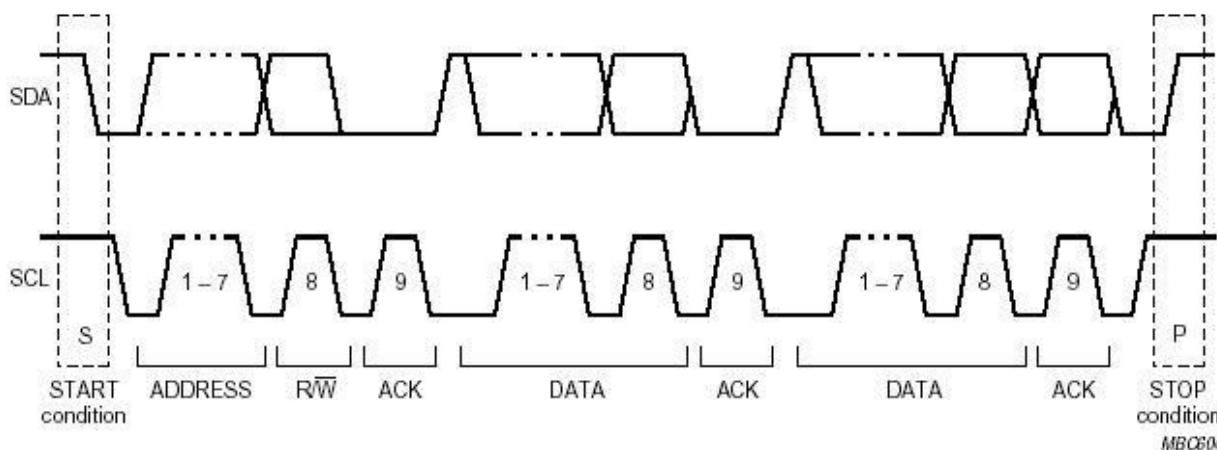 SDA
SCL
1 – 7 8 9 1 – 7 8 9 1 – 7 8 9
S P
START condition ADDRESS R/W̅ ACK DATA ACK DATA ACK STOP condition